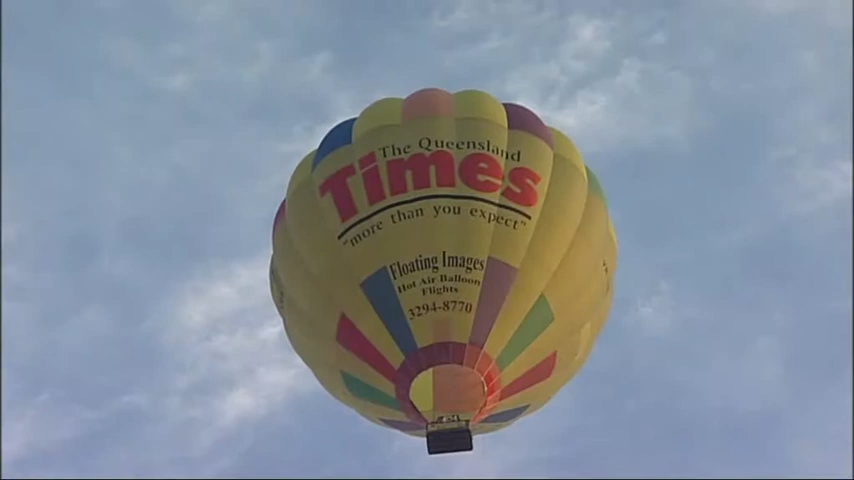 The Queensland
Times
"more than you expect"
Floating Images
Hot Air Balloon
Flights
3294-8770